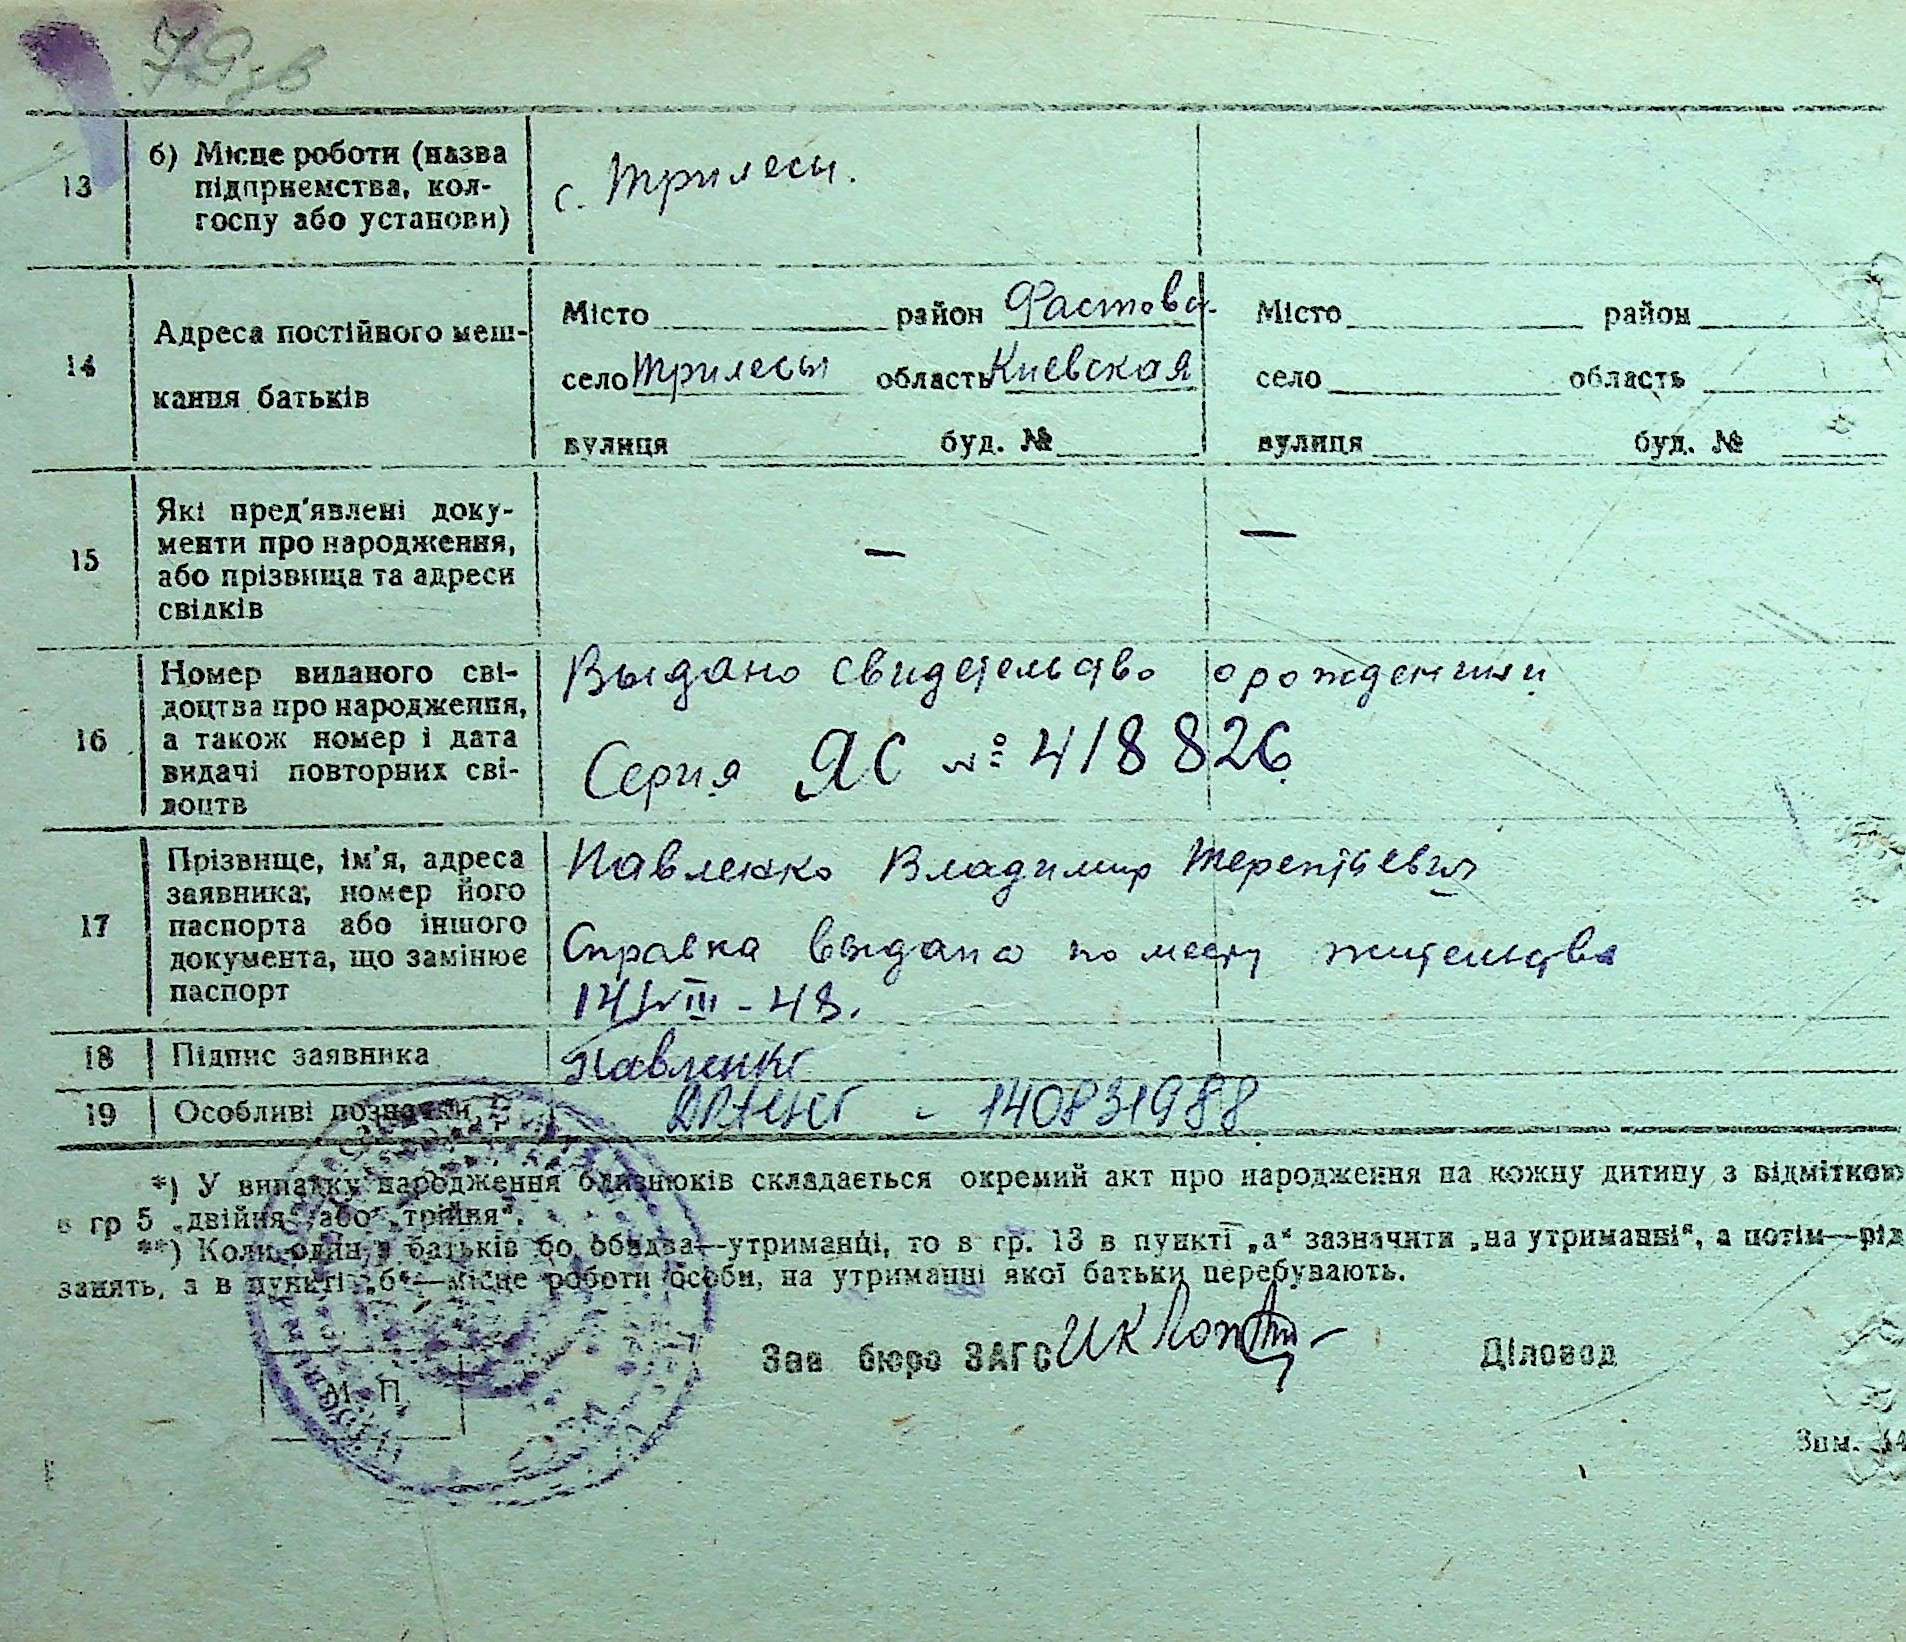 13
б) Місце роботи (назва
підприємства, кол-
госпу або установи)
с. Трилесы.
14
Адреса постійного меш-
кання батьків
Місто район Фастовс.
село Трилесы область Киевская
вулиця буд. №
Місто район
село область
вулиця буд. №
15
Які пред'явлені доку-
менти про народження,
або прізвища та адреси
свідків
—
—
16
Номер виданого сві-
доцтва про народження,
а також номер і дата
видачі повторних сві-
доцтв
Выдано свидетельство о рождении
Серия ЯС № 418826
17
Прізвище, ім'я, адреса
заявника; номер його
паспорта або іншого
документа, що замінює
паспорт
Павленко Владимир Терентьевич
Справка выдана по месту жительства
18
Підпис заявника
Павленко
19
Особливі позначки
- 140831988
*) У випадку народження близнюків складається окремий акт про народження на кожну дитину з відміткою
в гр 5 „двійня" або „трійня".
**) Коли один з батьків бо обидва—утриманці, то в гр. 13 в пункті „а" зазначити „на утриманні", а потім—рід
занять, а в пункті „б"—місце роботи особи, на утриманні якої батьки перебувають.
Зав бюро ЗАГС
Діловод
М. П.
Зам.